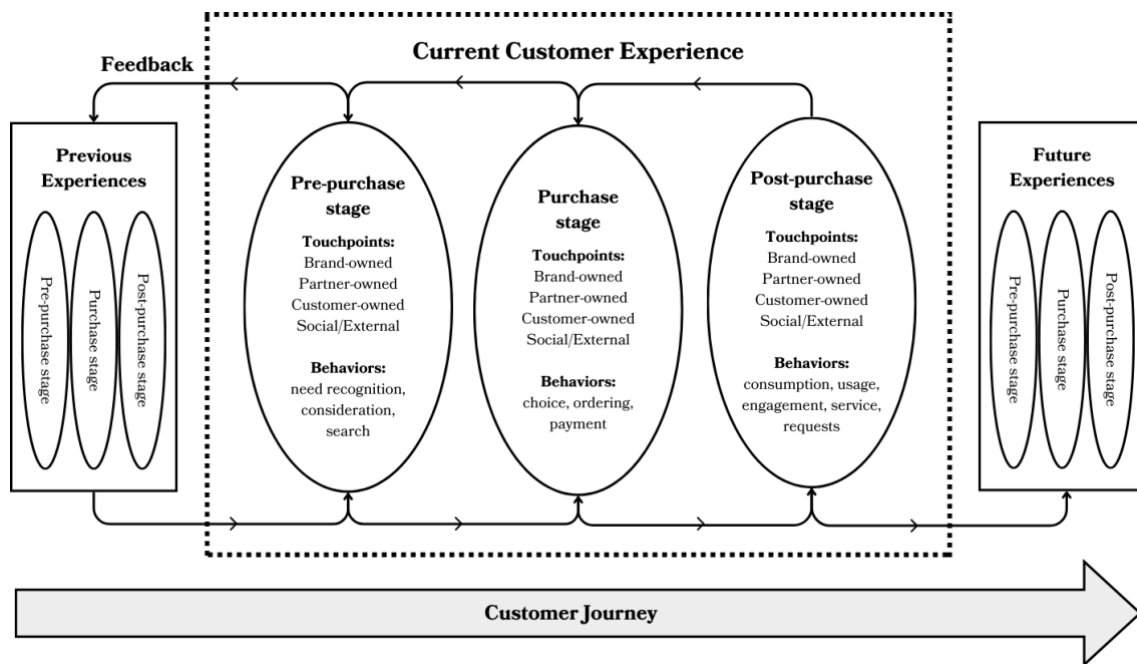 Current Customer Experience
Feedback
Previous
Experiences
Pre-purchase stage
Purchase stage
Post-purchase stage
Pre-purchase
stage
Touchpoints:
Brand-owned
Partner-owned
Customer-owned
Social/External
Behaviors:
need recognition,
consideration,
search
Purchase
stage
Touchpoints:
Brand-owned
Partner-owned
Customer-owned
Social/External
Behaviors:
choice, ordering,
payment
Post-purchase
stage
Touchpoints:
Brand-owned
Partner-owned
Customer-owned
Social/External
Behaviors:
consumption, usage,
engagement, service,
requests
Future
Experiences
Pre-purchase stage
Purchase stage
Post-purchase stage
Customer Journey